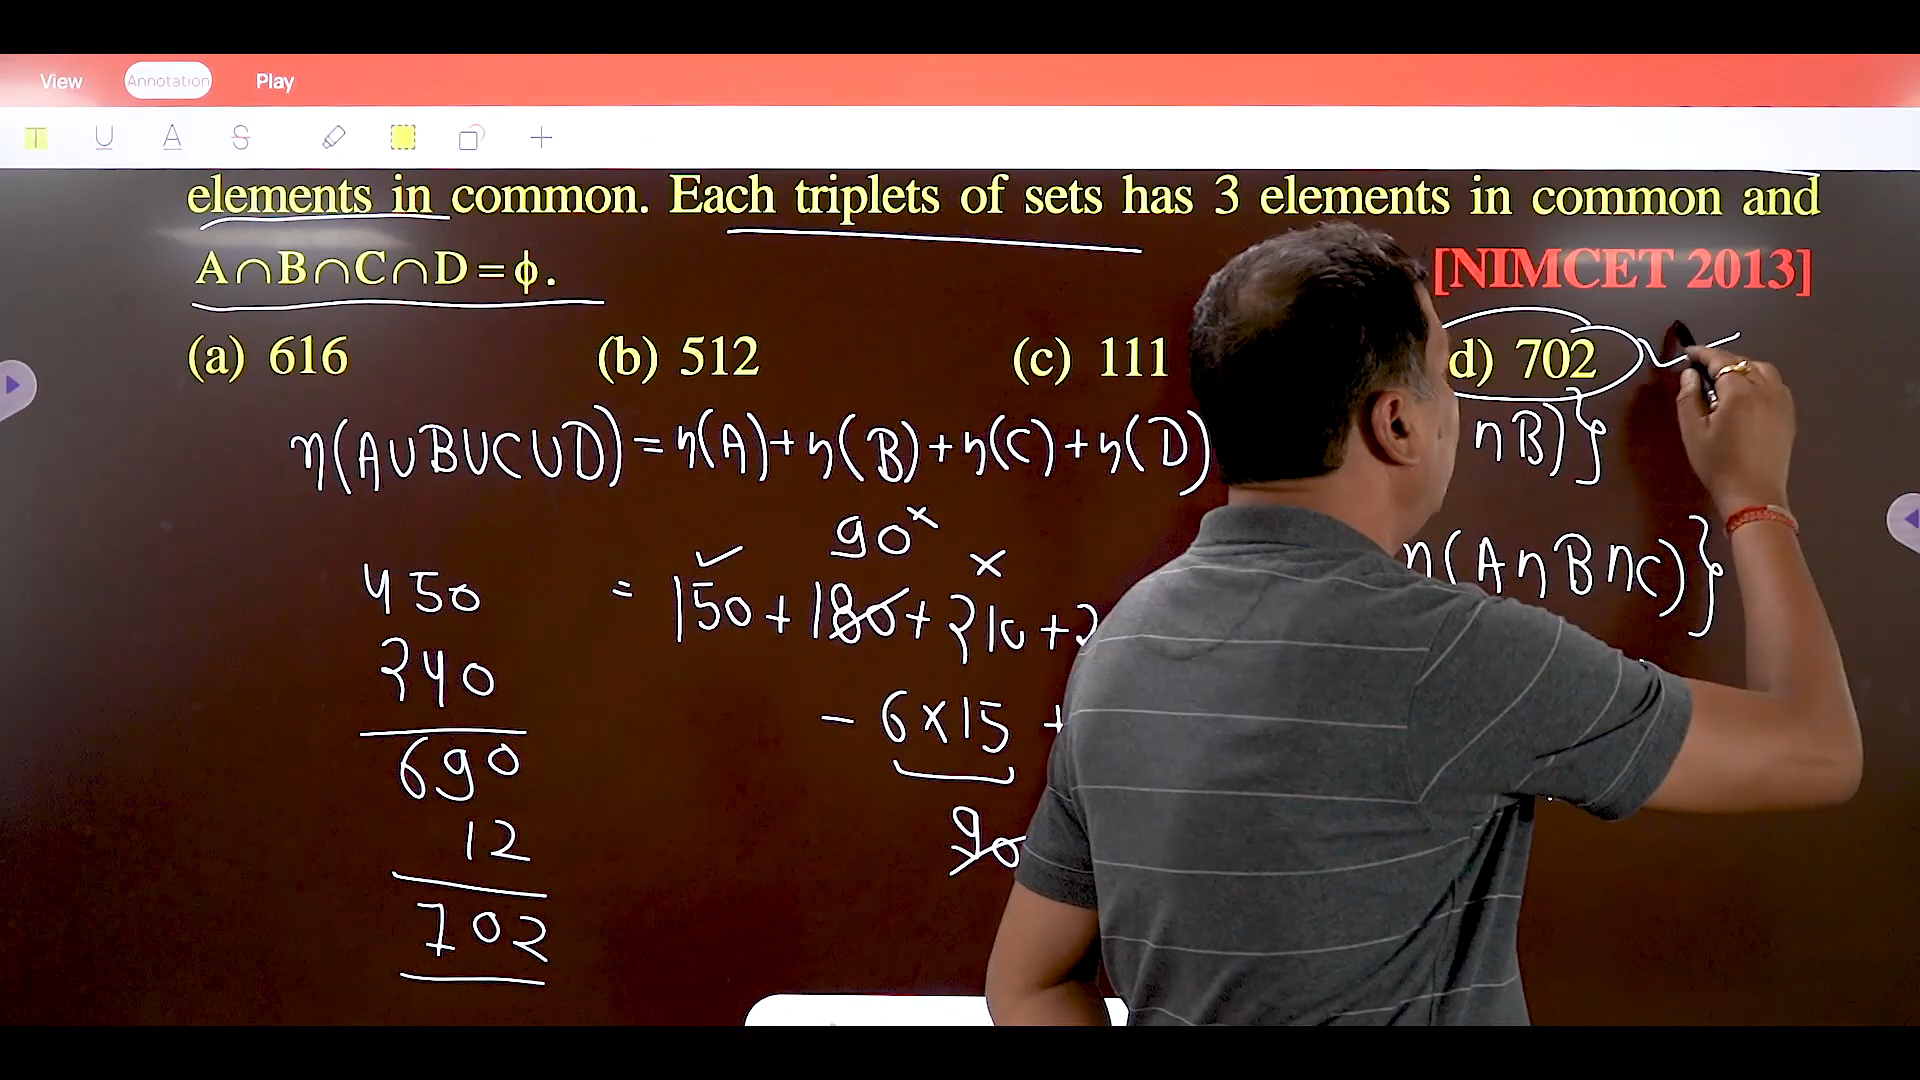 View Annotation Play
T U A S
elements in common. Each triplets of sets has 3 elements in common and
A∩B∩C∩D=ϕ. [NIMCET 2013]
(a) 616 (b) 512 (c) 111 d) 702
n(AUBUCUD)=n(A)+n(B)+n(C)+n(D) ∩B)}
90
n(A∩B∩C)}
= 150+180+210+2
450
240
690
12
702
- 6×15 +
90